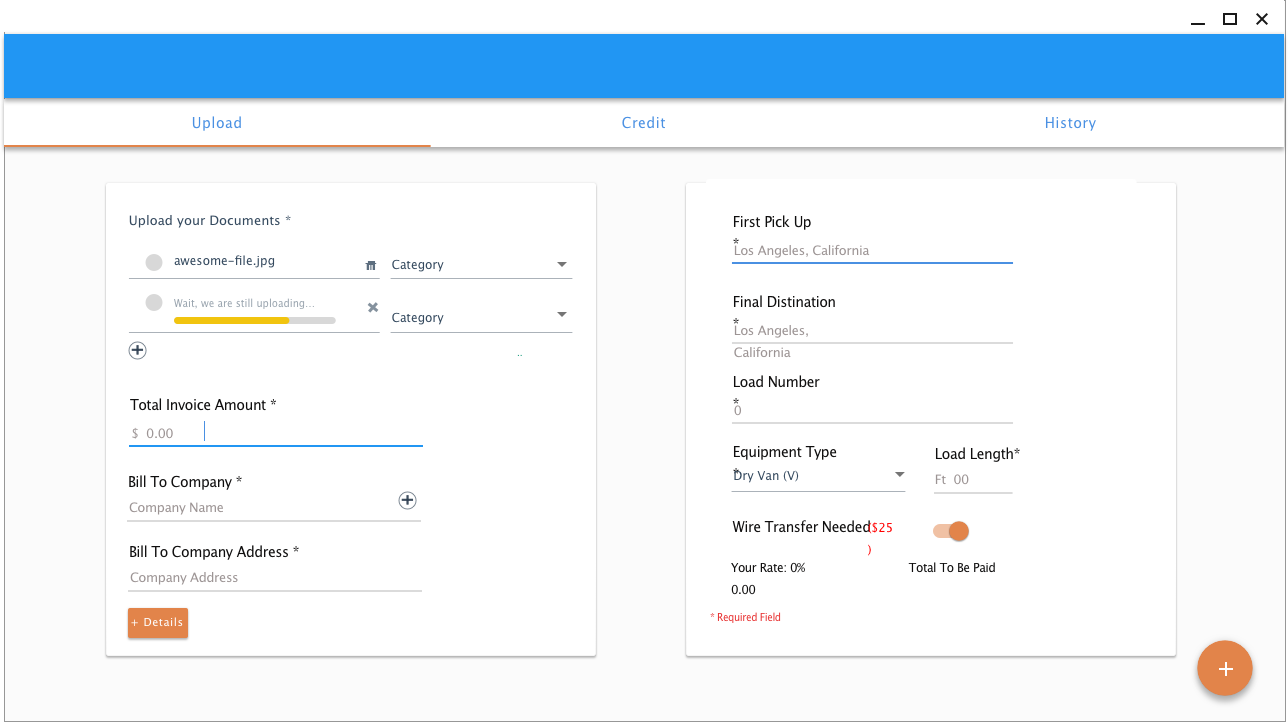 Upload
Credit
History
Upload your Documents *
awesome-file.jpg
Category
Wait, we are still uploading...
Category
..
Total Invoice Amount *
$ 0.00
Bill To Company *
Company Name
Bill To Company Address *
Company Address
+ Details
First Pick Up
*
Los Angeles, California
Final Distination
*
Los Angeles,
California
Load Number
*
0
Equipment Type
*
Dry Van (V)
Load Length*
Ft 00
Wire Transfer Needed($25
)
Your Rate: 0%
0.00
Total To Be Paid
* Required Field
+